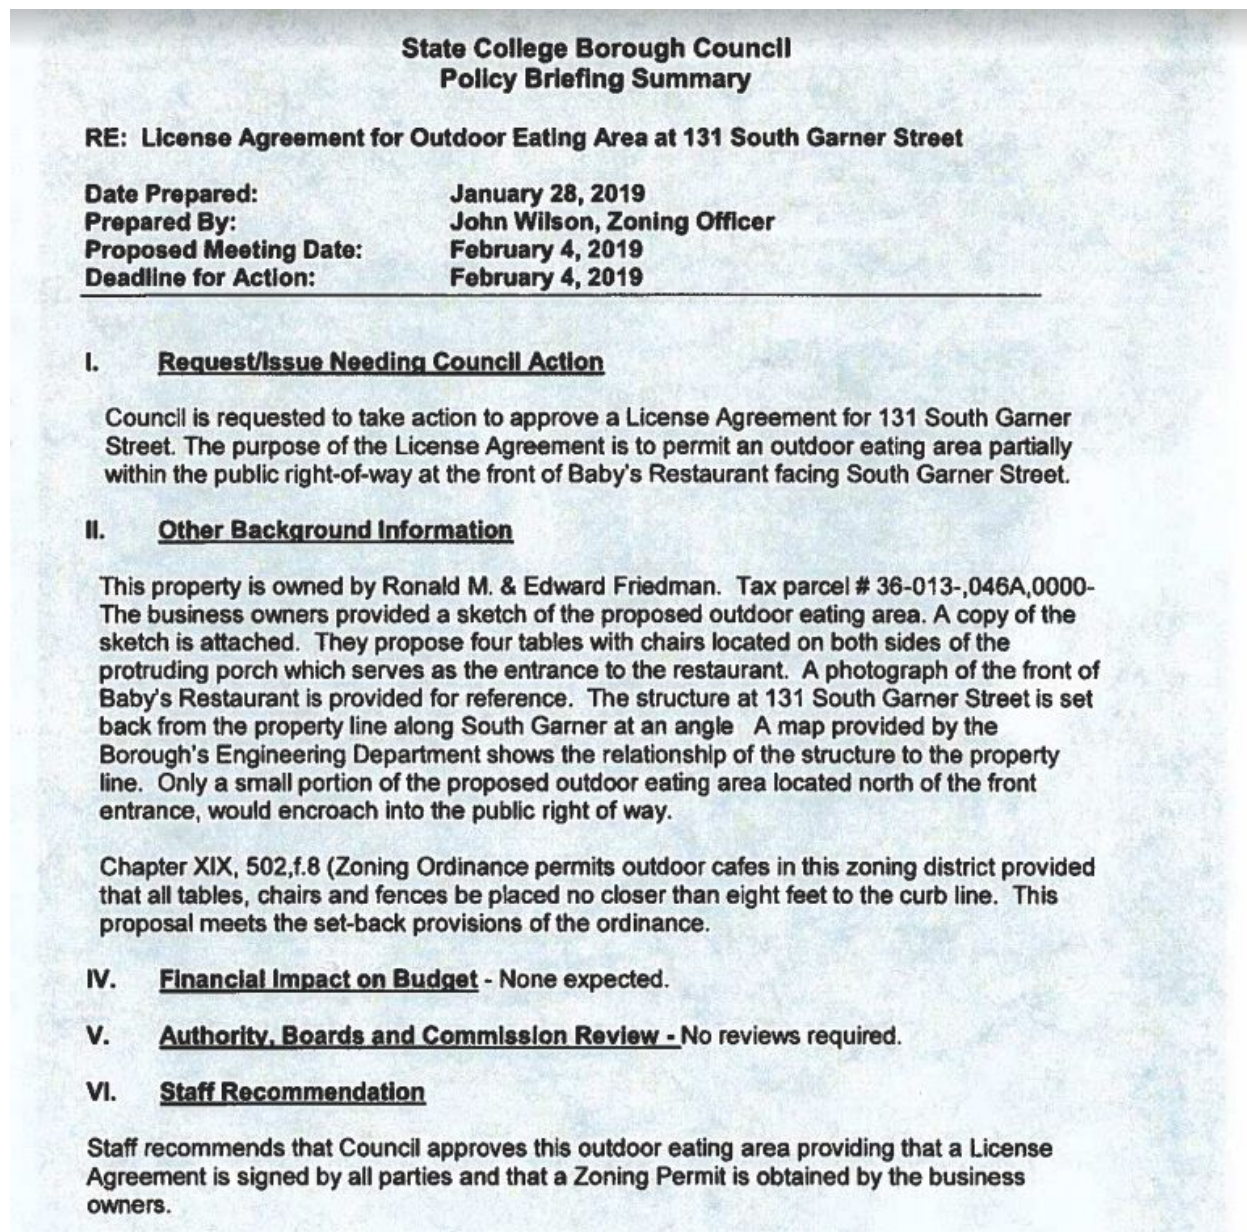 State College Borough Council
Policy Briefing Summary
RE: License Agreement for Outdoor Eating Area at 131 South Garner Street
Date Prepared: January 28, 2019
Prepared By: John Wilson, Zoning Officer
Proposed Meeting Date: February 4, 2019
Deadline for Action: February 4, 2019
I. Request/Issue Needing Council Action
Council is requested to take action to approve a License Agreement for 131 South Garner
Street. The purpose of the License Agreement is to permit an outdoor eating area partially
within the public right-of-way at the front of Baby's Restaurant facing South Garner Street.
II. Other Background Information
This property is owned by Ronald M. & Edward Friedman. Tax parcel # 36-013-,046A,0000-
The business owners provided a sketch of the proposed outdoor eating area. A copy of the
sketch is attached. They propose four tables with chairs located on both sides of the
protruding porch which serves as the entrance to the restaurant. A photograph of the front of
Baby's Restaurant is provided for reference. The structure at 131 South Garner Street is set
back from the property line along South Garner at an angle A map provided by the
Borough's Engineering Department shows the relationship of the structure to the property
line. Only a small portion of the proposed outdoor eating area located north of the front
entrance, would encroach into the public right of way.
Chapter XIX, 502,f.8 (Zoning Ordinance permits outdoor cafes in this zoning district provided
that all tables, chairs and fences be placed no closer than eight feet to the curb line. This
proposal meets the set-back provisions of the ordinance.
IV. Financial Impact on Budget - None expected.
V. Authority, Boards and Commission Review - No reviews required.
VI. Staff Recommendation
Staff recommends that Council approves this outdoor eating area providing that a License
Agreement is signed by all parties and that a Zoning Permit is obtained by the business
owners.